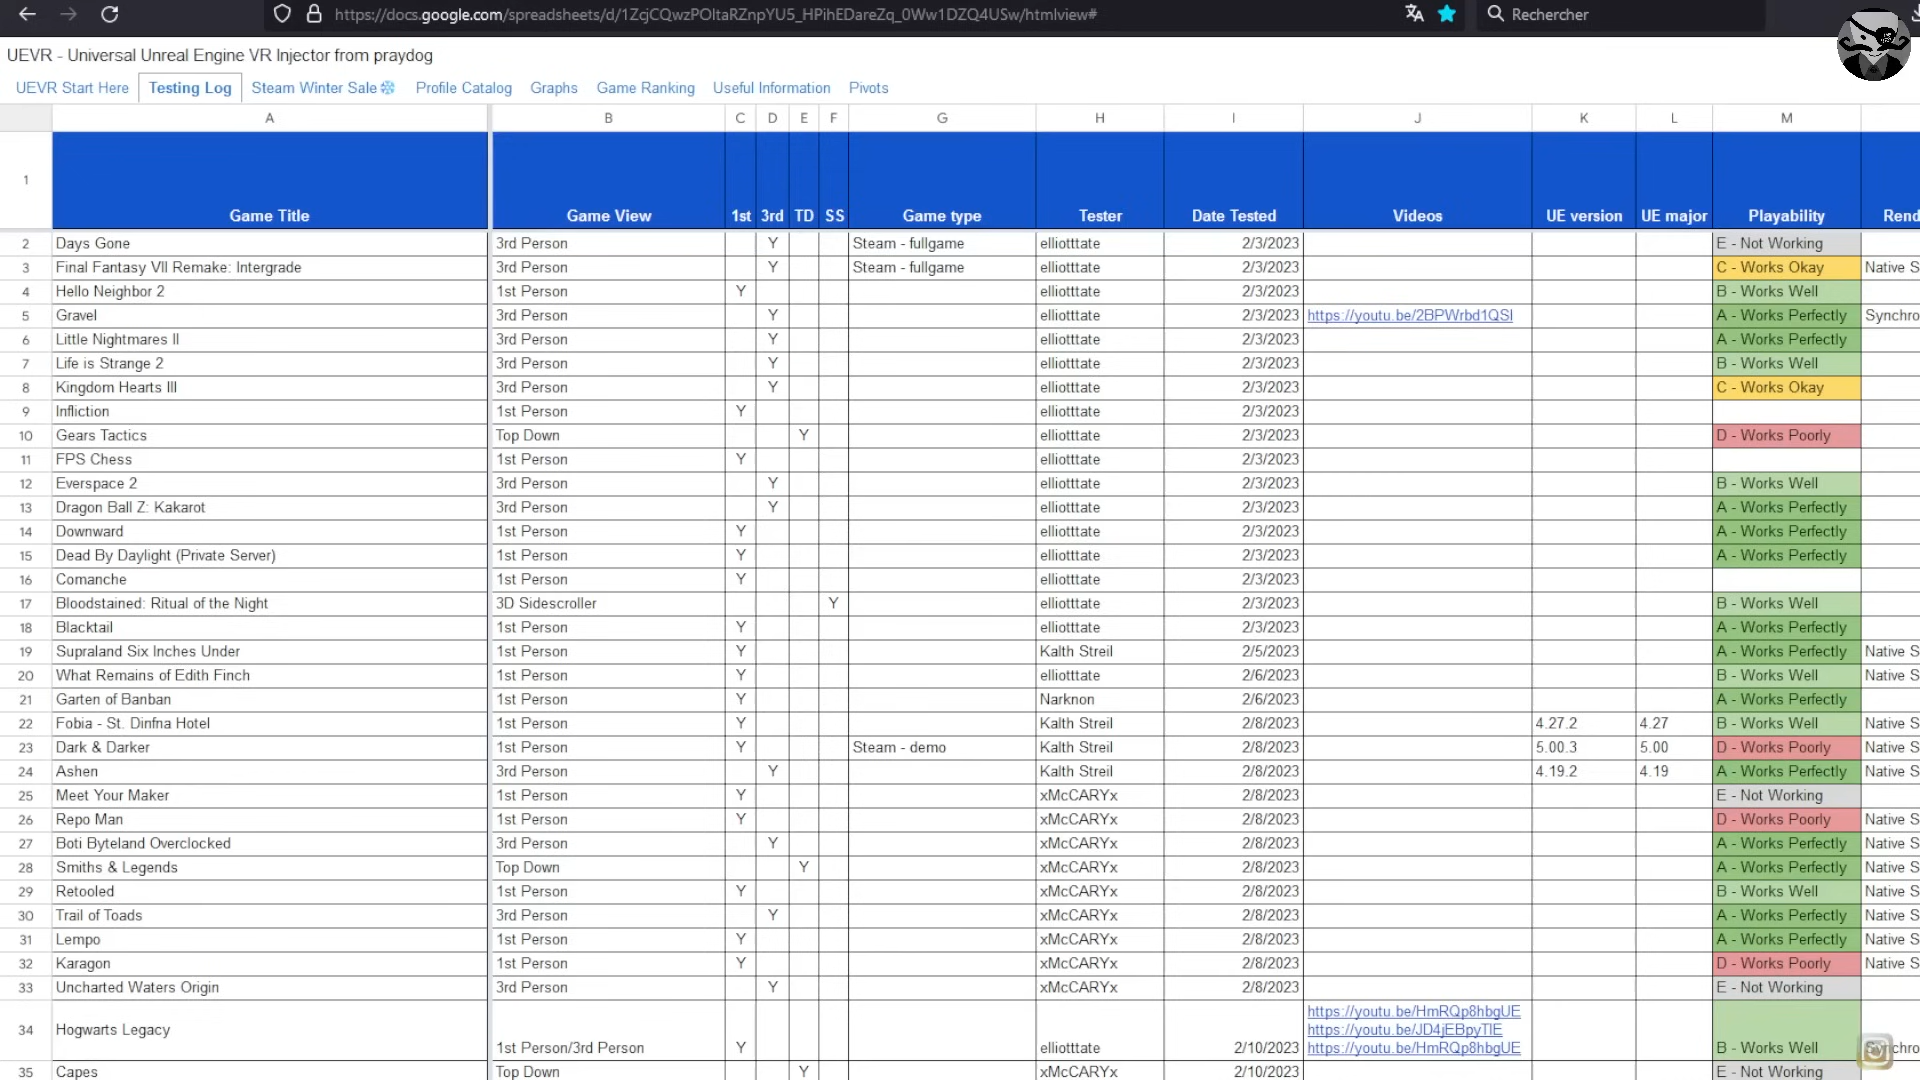 https://docs.google.com/spreadsheets/d/1ZcjCQwzPOltaRZnpYU5_HPihEDareZq_0Ww1DZQ4USw/htmlview#
Rechercher
UEVR - Universal Unreal Engine VR Injector from praydog
UEVR Start Here Testing Log Steam Winter Sale❄ Profile Catalog Graphs Game Ranking Useful Information Pivots
A B C D E F G H I J K L M
1 Game Title Game View 1st 3rd TD SS Game type Tester Date Tested Videos UE version UE major Playability Rend
2 Days Gone 3rd Person Y Steam - fullgame elliotttate 2/3/2023 E - Not Working
3 Final Fantasy VII Remake: Intergrade 3rd Person Y Steam - fullgame elliotttate 2/3/2023 C - Works Okay Native S
4 Hello Neighbor 2 1st Person Y elliotttate 2/3/2023 B - Works Well
5 Gravel 3rd Person Y elliotttate 2/3/2023 https://youtu.be/2BPWrbd1QSI A - Works Perfectly Synchro
6 Little Nightmares II 3rd Person Y elliotttate 2/3/2023 A - Works Perfectly
7 Life is Strange 2 3rd Person Y elliotttate 2/3/2023 B - Works Well
8 Kingdom Hearts III 3rd Person Y elliotttate 2/3/2023 C - Works Okay
9 Infliction 1st Person Y elliotttate 2/3/2023
10 Gears Tactics Top Down Y elliotttate 2/3/2023 D - Works Poorly
11 FPS Chess 1st Person Y elliotttate 2/3/2023
12 Everspace 2 3rd Person Y elliotttate 2/3/2023 B - Works Well
13 Dragon Ball Z: Kakarot 3rd Person Y elliotttate 2/3/2023 A - Works Perfectly
14 Downward 1st Person Y elliotttate 2/3/2023 A - Works Perfectly
15 Dead By Daylight (Private Server) 1st Person Y elliotttate 2/3/2023 A - Works Perfectly
16 Comanche 1st Person Y elliotttate 2/3/2023
17 Bloodstained: Ritual of the Night 3D Sidescroller Y elliotttate 2/3/2023 B - Works Well
18 Blacktail 1st Person Y elliotttate 2/3/2023 A - Works Perfectly
19 Supraland Six Inches Under 1st Person Y Kalth Streil 2/5/2023 A - Works Perfectly Native S
20 What Remains of Edith Finch 1st Person Y elliotttate 2/6/2023 B - Works Well Native S
21 Garten of Banban 1st Person Y Narknon 2/6/2023 A - Works Perfectly
22 Fobia - St. Dinfna Hotel 1st Person Y Kalth Streil 2/8/2023 4.27.2 4.27 B - Works Well Native S
23 Dark & Darker 1st Person Y Steam - demo Kalth Streil 2/8/2023 5.00.3 5.00 D - Works Poorly Native S
24 Ashen 3rd Person Y Kalth Streil 2/8/2023 4.19.2 4.19 A - Works Perfectly Native S
25 Meet Your Maker 1st Person Y xMcCARYx 2/8/2023 E - Not Working
26 Repo Man 1st Person Y xMcCARYx 2/8/2023 D - Works Poorly Native S
27 Boti Byteland Overclocked 3rd Person Y xMcCARYx 2/8/2023 A - Works Perfectly Native S
28 Smiths & Legends Top Down Y xMcCARYx 2/8/2023 A - Works Perfectly Native S
29 Retooled 1st Person Y xMcCARYx 2/8/2023 B - Works Well Native S
30 Trail of Toads 3rd Person Y xMcCARYx 2/8/2023 A - Works Perfectly Native S
31 Lempo 1st Person Y xMcCARYx 2/8/2023 A - Works Perfectly Native S
32 Karagon 1st Person Y xMcCARYx 2/8/2023 D - Works Poorly Native S
33 Uncharted Waters Origin 3rd Person Y xMcCARYx 2/8/2023 E - Not Working
https://youtu.be/HmRQp8hbgUE
34 Hogwarts Legacy https://youtu.be/JD4jEBpyTlE
1st Person/3rd Person Y elliotttate 2/10/2023 https://youtu.be/HmRQp8hbgUE B - Works Well Synchro
35 Capes Top Down Y xMcCARYx 2/10/2023 E - Not Working